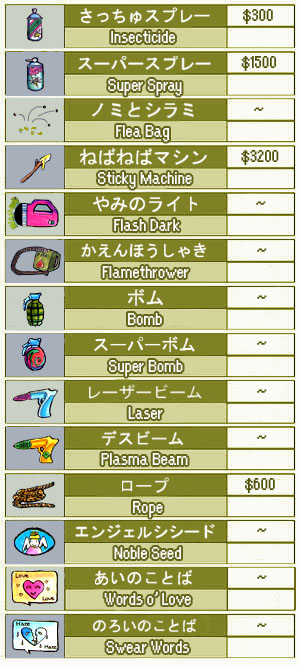 さっちゅスプレー $300
Insecticide
スーパースプレー $1500
Super Spray
ノミとシラミ ~
Flea Bag
ねばねばマシン $3200
Sticky Machine
やみのライト ~
Flash Dark
かえんほうしゃき ~
Flamethrower
ボム ~
Bomb
スーパーボム ~
Super Bomb
レーザービーム ~
Laser
デスビーム ~
Plasma Beam
ロープ $600
Rope
エンジェルシシード ~
Noble Seed
あいのことば ~
Words o' Love
Love
Love
のろいのことば ~
Swear Words
Hate
Hate